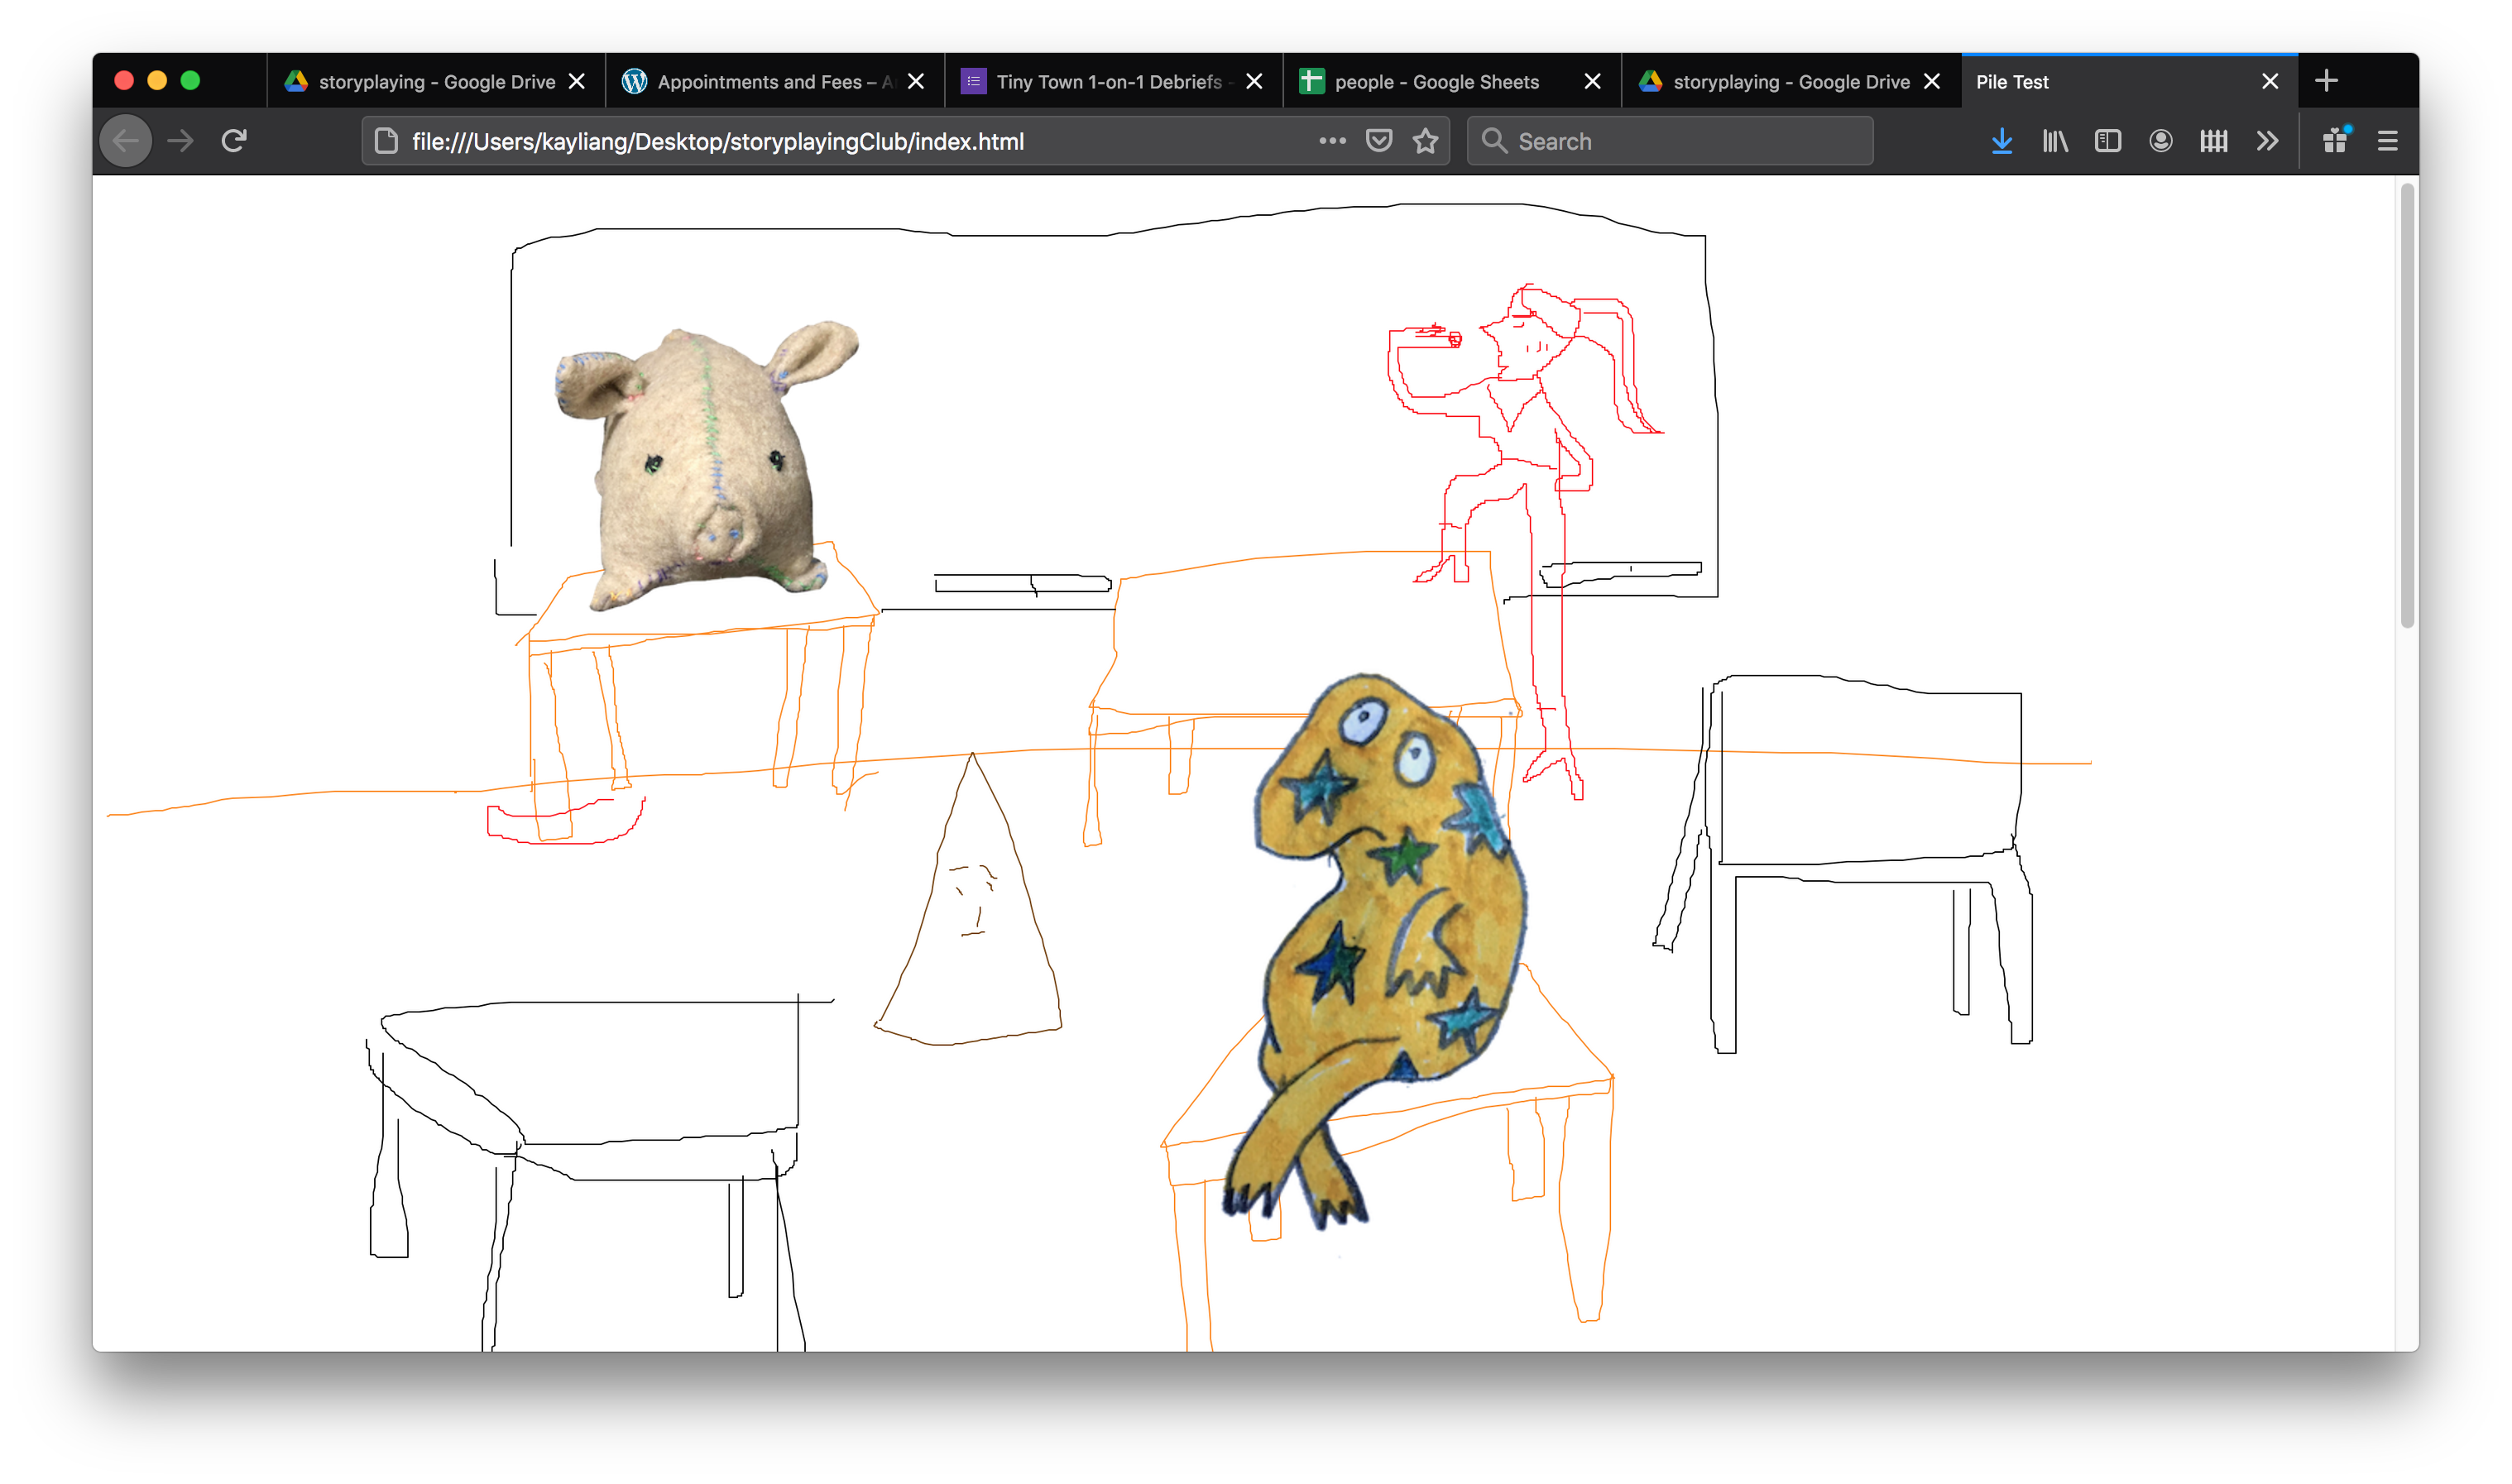 storyplaying - Google Drive
Appointments and Fees – A
Tiny Town 1-on-1 Debriefs -
people - Google Sheets
storyplaying - Google Drive
Pile Test
file:///Users/kayliang/Desktop/storyplayingClub/index.html
Search